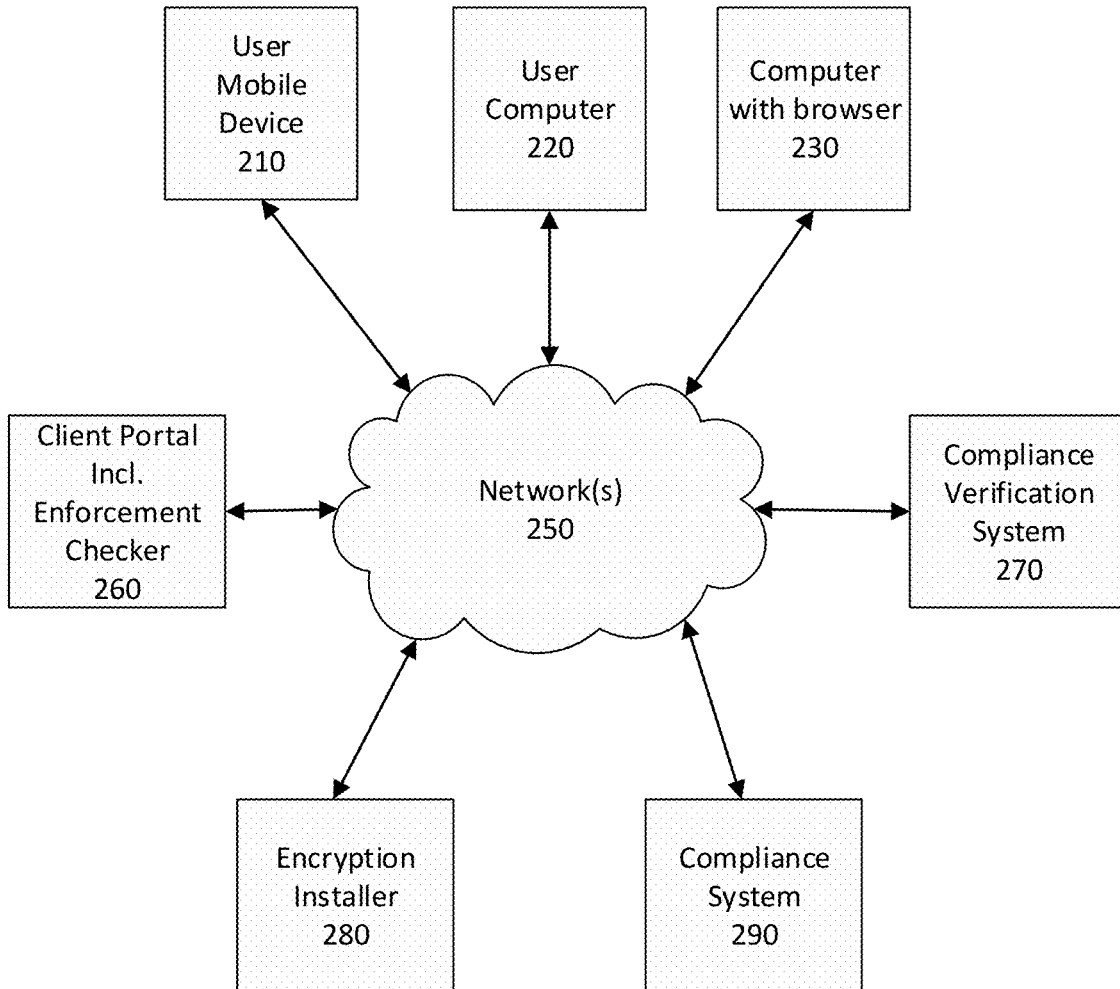 User
Mobile
Device
210
User
Computer
220
Computer
with browser
230
Client Portal
Incl.
Enforcement
Checker
260
Network(s)
250
Compliance
Verification
System
270
Encryption
Installer
280
Compliance
System
290